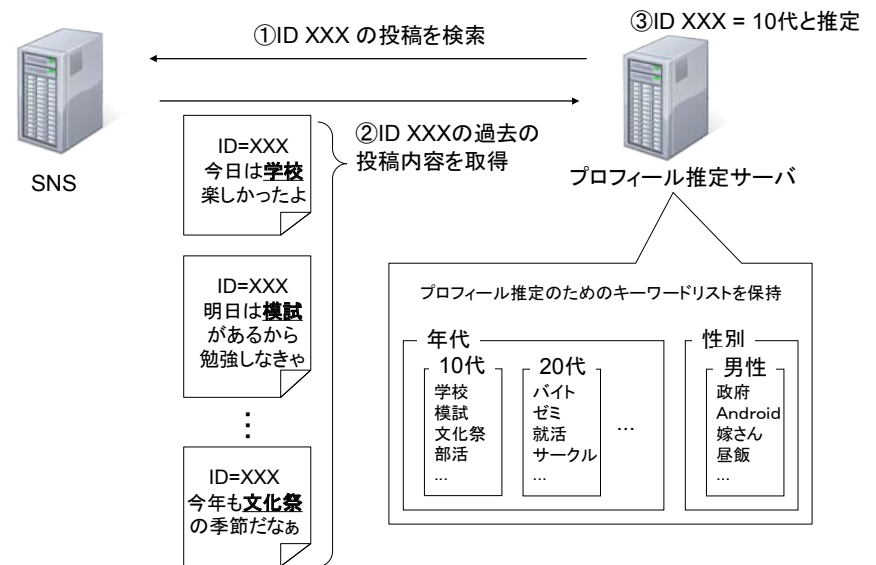 ①ID XXX の投稿を検索
③ID XXX = 10代と推定
SNS
ID=XXX
今日は学校
楽しかったよ
②ID XXXの過去の
投稿内容を取得
プロフィール推定サーバ
ID=XXX
明日は模試
があるから
勉強しなきゃ
⋮
ID=XXX
今年も文化祭
の季節だなぁ
プロフィール推定のためのキーワードリストを保持
年代
10代
学校
模試
文化祭
部活
...
20代
バイト
ゼミ
就活
サークル
...
...
性別
男性
政府
Android
嫁さん
昼飯
...